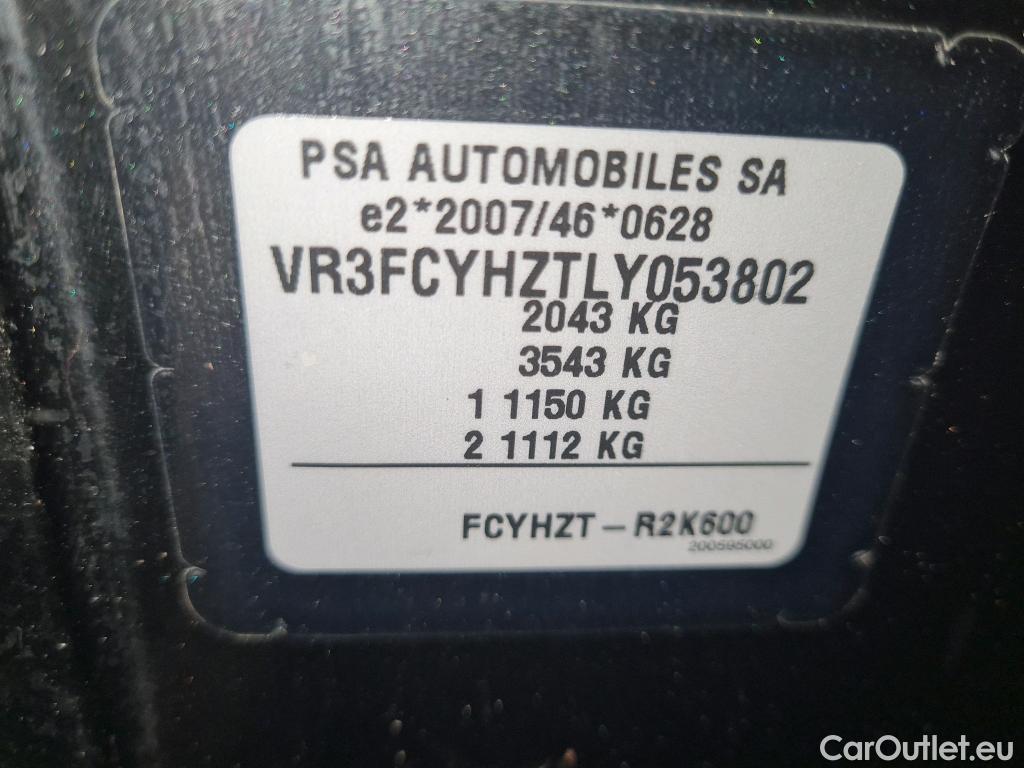 PSA AUTOMOBILES SA
e2*2007/46*0628
VR3FCYHZTLY053802
2043 KG
3543 KG
1 1150 KG
2 1112 KG
FCYHZT – R2K600
200595000
CarOutlet.eu